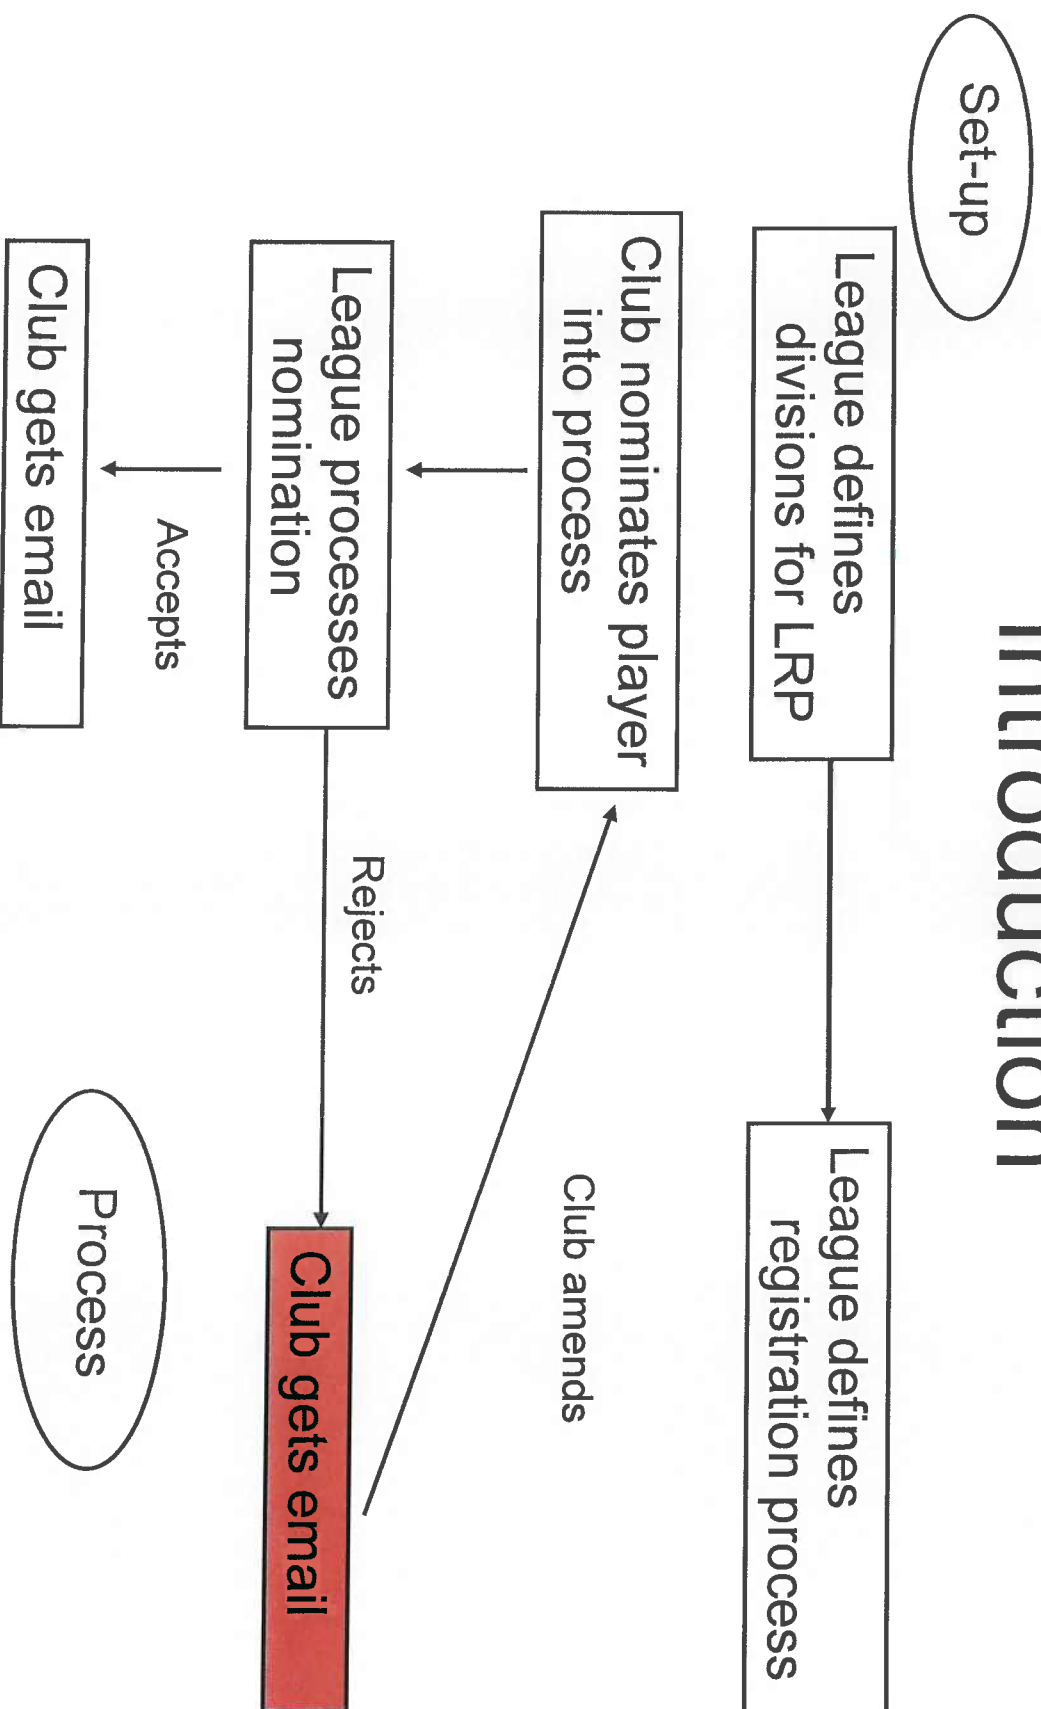 Introduction
Set-up
League defines
divisions for LRP
League defines
registration process
Club nominates player
into process
Club amends
League processes
nomination
Rejects
Club gets email
Accepts
Club gets email
Process